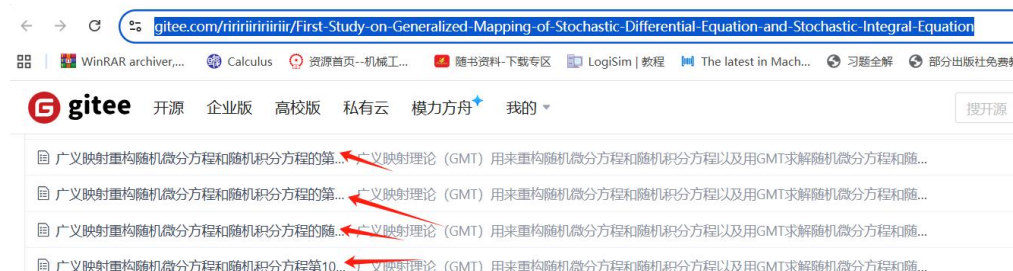 gitee.com/riririiririiriir/First-Study-on-Generalized-Mapping-of-Stochastic-Differential-Equation-and-Stochastic-Integral-Equation
WinRAR archiver,... Calculus 资源首页--机械工... 随书资料-下载专区 LogiSim | 教程 The latest in Mach... 习题全解 部分出版社免费
gitee 开源 企业版 高校版 私有云 模力方舟 我的 搜开源
广义映射重构随机微分方程和随机积分方程的第... 广义映射理论（GMT）用来重构随机微分方程和随机积分方程以及用GMT求解随机微分方程和随...
广义映射重构随机微分方程和随机积分方程的第... 广义映射理论（GMT）用来重构随机微分方程和随机积分方程以及用GMT求解随机微分方程和随...
广义映射重构随机微分方程和随机积分方程的随... 广义映射理论（GMT）用来重构随机微分方程和随机积分方程以及用GMT求解随机微分方程和随...
广义映射重构随机微分方程和随机积分方程第10... 广义映射理论（GMT）用来重构随机微分方程和随机积分方程以及用GMT求解随机微分方程和随...